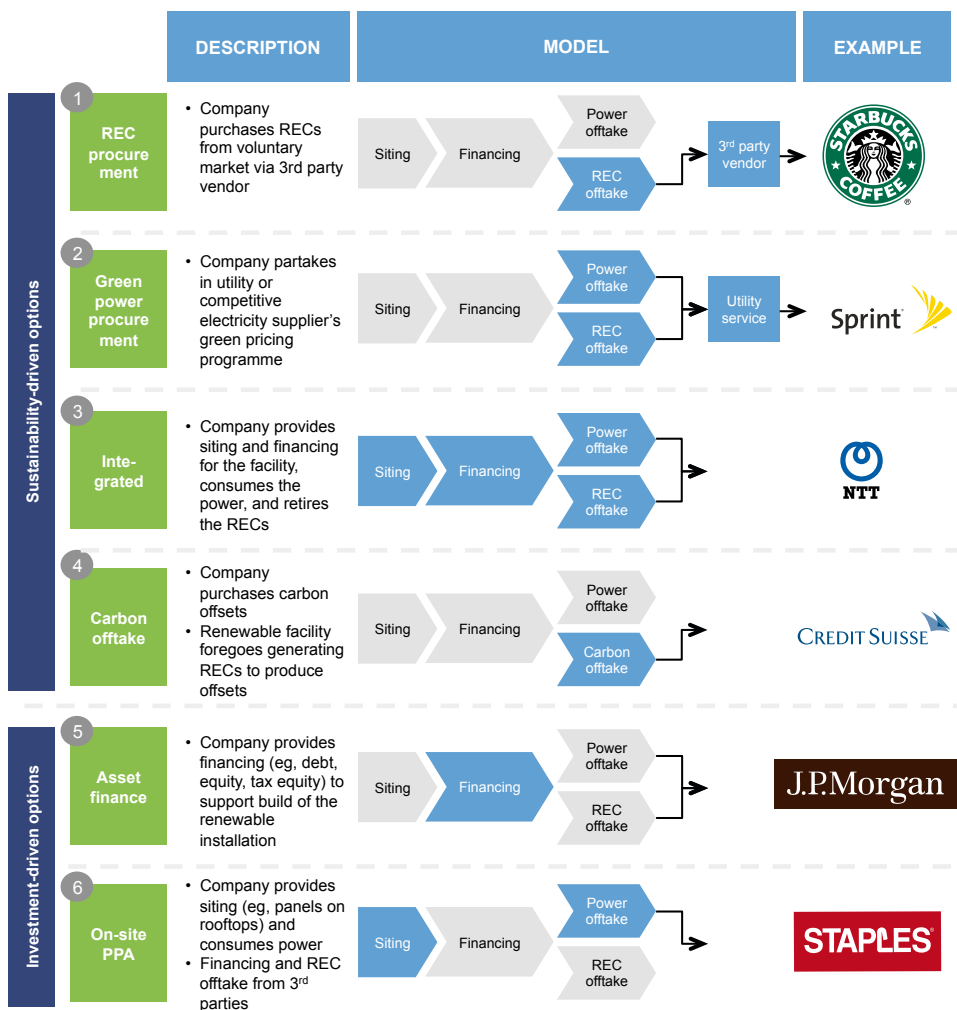 DESCRIPTION
MODEL
EXAMPLE
Sustainability-driven options
1
REC
procure
ment
• Company
purchases RECs
from voluntary
market via 3rd party
vendor
Siting
Financing
Power
offtake
REC
offtake
3rd party
vendor
STARBUCKS
COFFEE
®
2
Green
power
procure
ment
• Company partakes
in utility or
competitive
electricity supplier's
green pricing
programme
Siting
Financing
Power
offtake
REC
offtake
Utility
service
Sprint
3
Inte-
grated
• Company provides
siting and financing
for the facility,
consumes the
power, and retires
the RECs
Siting
Financing
Power
offtake
REC
offtake
NTT
4
Carbon
offtake
• Company
purchases carbon
offsets
• Renewable facility
foregoes generating
RECs to produce
offsets
Siting
Financing
Power
offtake
Carbon
offtake
CREDIT SUISSE
Investment-driven options
5
Asset
finance
• Company provides
financing (eg, debt,
equity, tax equity) to
support build of the
renewable
installation
Siting
Financing
Power
offtake
REC
offtake
J.P.Morgan
6
On-site
PPA
• Company provides
siting (eg, panels on
rooftops) and
consumes power
• Financing and REC
offtake from 3rd
parties
Siting
Financing
Power
offtake
REC
offtake
STAPLES